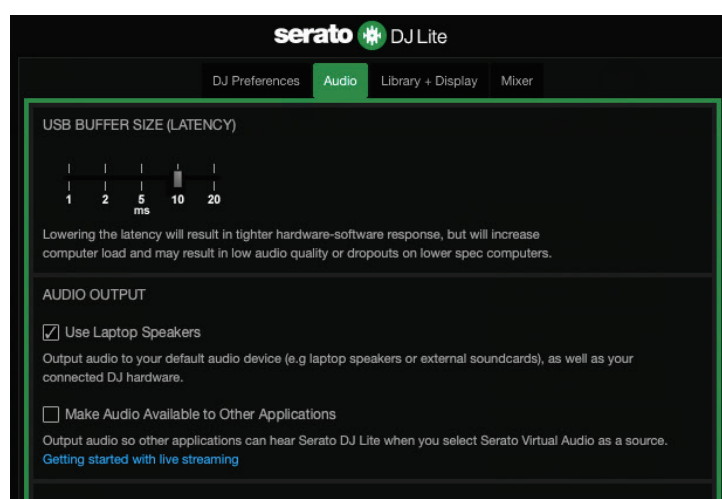 serato DJ Lite
DJ Preferences Audio Library + Display Mixer
USB BUFFER SIZE (LATENCY)
1 2 5 10 20
ms
Lowering the latency will result in tighter hardware-software response, but will increase
computer load and may result in low audio quality or dropouts on lower spec computers.
AUDIO OUTPUT
Use Laptop Speakers
Output audio to your default audio device (e.g laptop speakers or external soundcards), as well as your
connected DJ hardware.
Make Audio Available to Other Applications
Output audio so other applications can hear Serato DJ Lite when you select Serato Virtual Audio as a source.
Getting started with live streaming